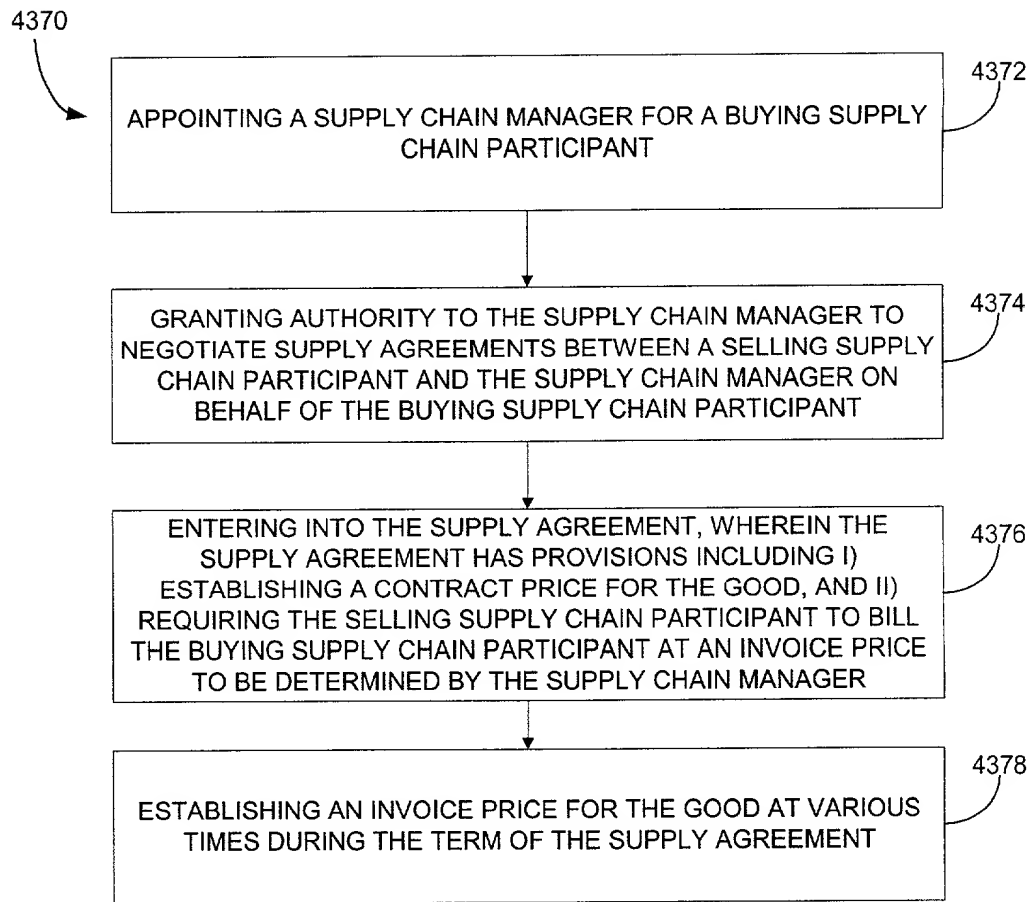 4370
4372
APPOINTING A SUPPLY CHAIN MANAGER FOR A BUYING SUPPLY
CHAIN PARTICIPANT
4374
GRANTING AUTHORITY TO THE SUPPLY CHAIN MANAGER TO
NEGOTIATE SUPPLY AGREEMENTS BETWEEN A SELLING SUPPLY
CHAIN PARTICIPANT AND THE SUPPLY CHAIN MANAGER ON
BEHALF OF THE BUYING SUPPLY CHAIN PARTICIPANT
4376
ENTERING INTO THE SUPPLY AGREEMENT, WHEREIN THE
SUPPLY AGREEMENT HAS PROVISIONS INCLUDING I)
ESTABLISHING A CONTRACT PRICE FOR THE GOOD, AND II)
REQUIRING THE SELLING SUPPLY CHAIN PARTICIPANT TO BILL
THE BUYING SUPPLY CHAIN PARTICIPANT AT AN INVOICE PRICE
TO BE DETERMINED BY THE SUPPLY CHAIN MANAGER
4378
ESTABLISHING AN INVOICE PRICE FOR THE GOOD AT VARIOUS
TIMES DURING THE TERM OF THE SUPPLY AGREEMENT